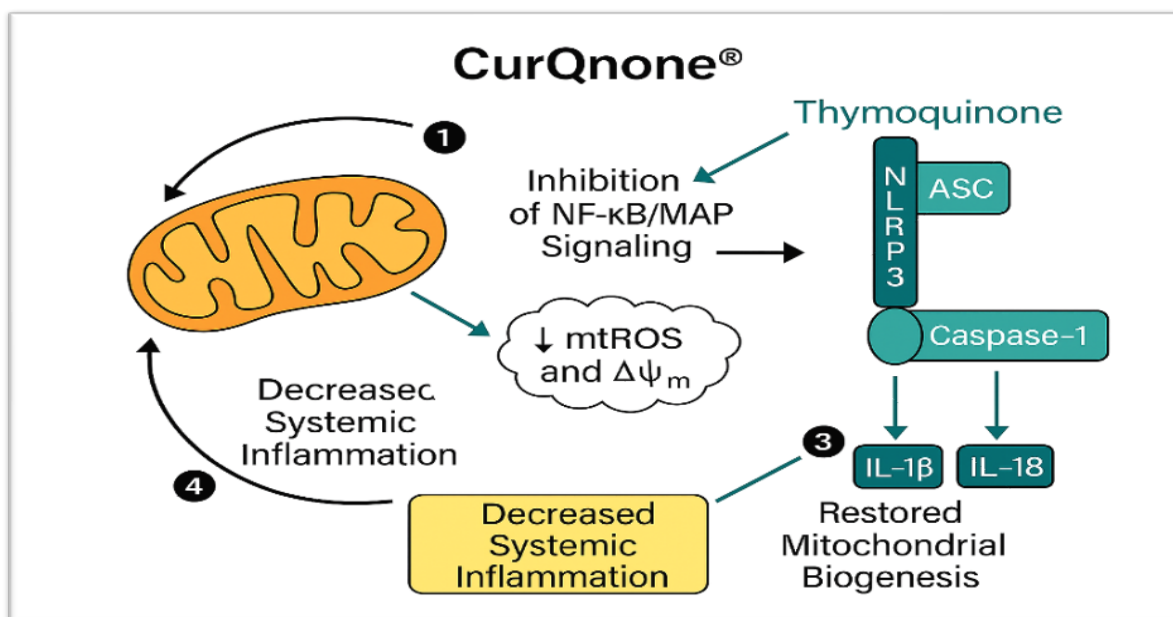 CurQnone®
1
Thymoquinone
Inhibition
of NF-κB/MAP
Signaling
NLRP3
ASC
Caspase-1
↓ mtROS
and Δψm
Decreasec
Systemic
Inflammation
4
3
IL-1β
IL-18
Decreased
Systemic
Inflammation
Restored
Mitochondrial
Biogenesis